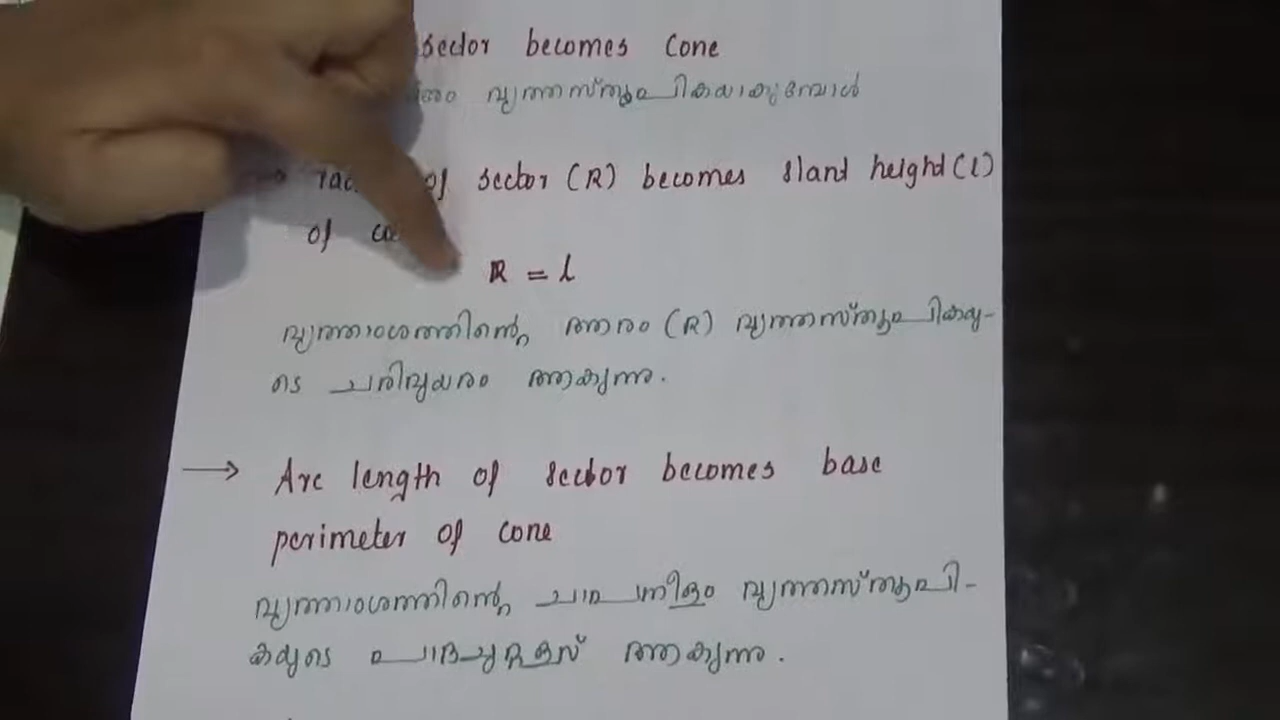 sector becomes Cone
വൃത്തസ്തൂപികയാകുമ്പോൾ
of sector (R) becomes slant height (l)
of
R = l
വൃത്താംശത്തിന്റെ ആരം (R) വൃത്തസ്തൂപികയു-
ടെ ചരിവുയരം ആകുന്നു.
→ Arc length of sector becomes base
perimeter of cone
വൃത്താംശത്തിന്റെ ചാപനീളം വൃത്തസ്തൂപി-
കയുടെ പാദചുറ്റളവ് ആകുന്നു.